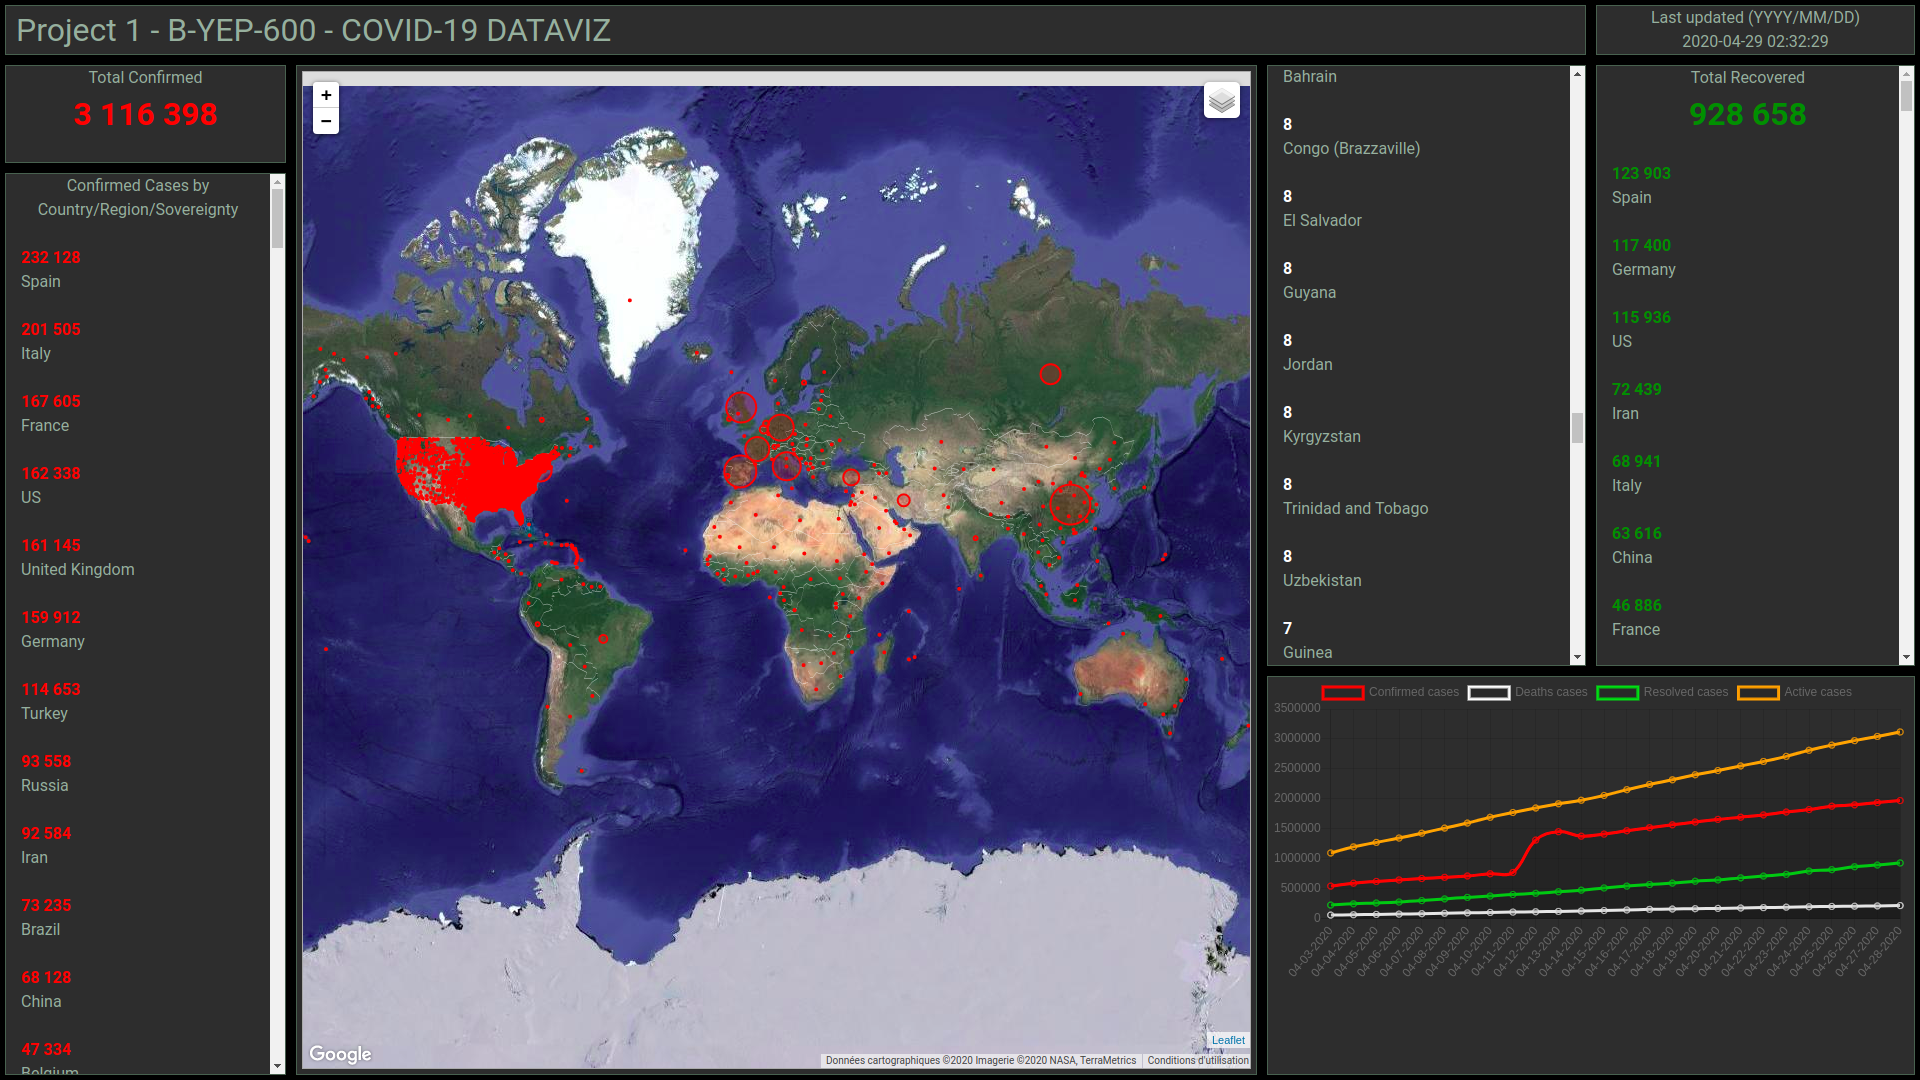 Project 1 - B-YEP-600 - COVID-19 DATAVIZ
Last updated (YYYY/MM/DD)
2020-04-29 02:32:29
Total Confirmed
3 116 398
Confirmed Cases by
Country/Region/Sovereignty
232 128
Spain
201 505
Italy
167 605
France
162 338
US
161 145
United Kingdom
159 912
Germany
114 653
Turkey
93 558
Russia
92 584
Iran
73 235
Brazil
68 128
China
47 334
Belgium
+
−
Google
Leaflet
Données cartographiques ©2020 Imagerie ©2020 NASA, TerraMetrics
Conditions d'utilisation
Bahrain
8
Congo (Brazzaville)
8
El Salvador
8
Guyana
8
Jordan
8
Kyrgyzstan
8
Trinidad and Tobago
8
Uzbekistan
7
Guinea
Total Recovered
928 658
123 903
Spain
117 400
Germany
115 936
US
72 439
Iran
68 941
Italy
63 616
China
46 886
France
Confirmed cases
Deaths cases
Resolved cases
Active cases
3500000
3000000
2500000
2000000
1500000
1000000
500000
0
04-03-2020
04-04-2020
04-05-2020
04-06-2020
04-07-2020
04-08-2020
04-09-2020
04-10-2020
04-11-2020
04-12-2020
04-13-2020
04-14-2020
04-15-2020
04-16-2020
04-17-2020
04-18-2020
04-19-2020
04-20-2020
04-21-2020
04-22-2020
04-23-2020
04-24-2020
04-25-2020
04-26-2020
04-27-2020
04-28-2020